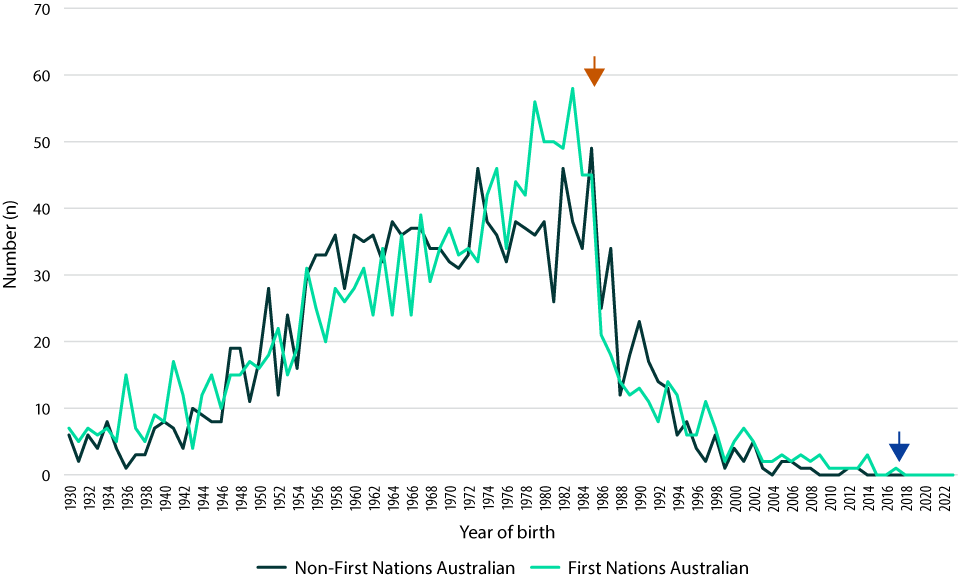 70
60
50
40
30
20
10
0
Number (n)
1930 1932 1934 1936 1938 1940 1942 1944 1946 1948 1950 1952 1954 1956 1958 1960 1962 1964 1966 1968 1970 1972 1974 1976 1978 1980 1982 1984 1986 1988 1990 1992 1994 1996 1998 2000 2002 2004 2006 2008 2010 2012 2014 2016 2018 2020 2022
Year of birth
Non-First Nations Australian First Nations Australian